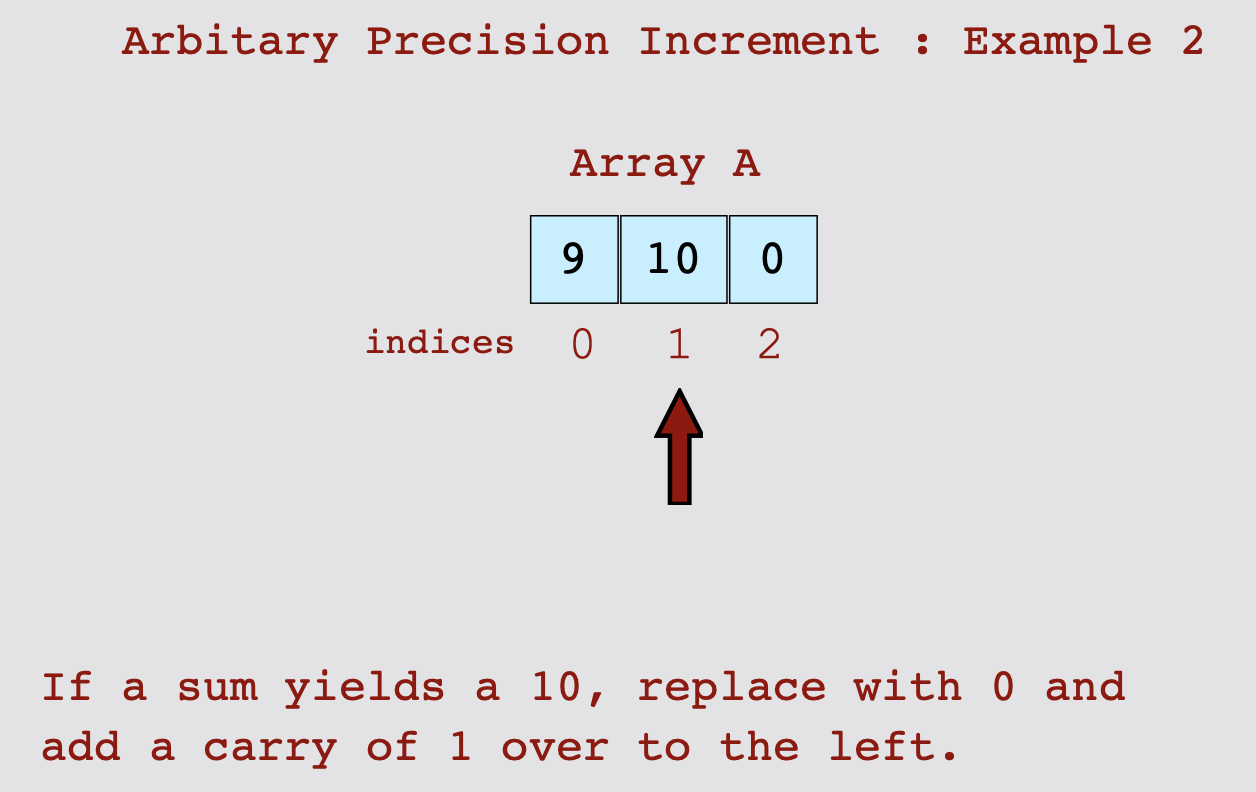 Arbitary Precision Increment : Example 2
Array A
9 10 0
indices 0 1 2
If a sum yields a 10, replace with 0 and
add a carry of 1 over to the left.